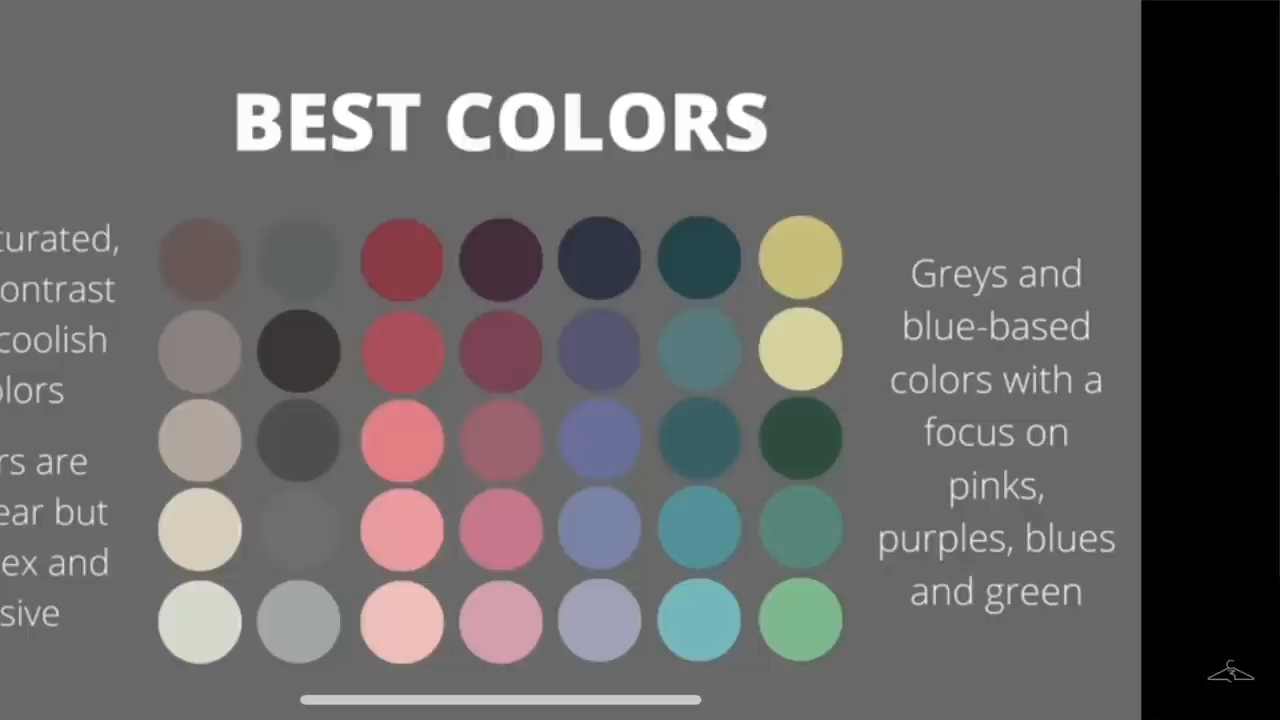 BEST COLORS
turated,
ontrast
coolish
olors
rs are
ear but
ex and
sive
Greys and
blue-based
colors with a
focus on
pinks,
purples, blues
and green